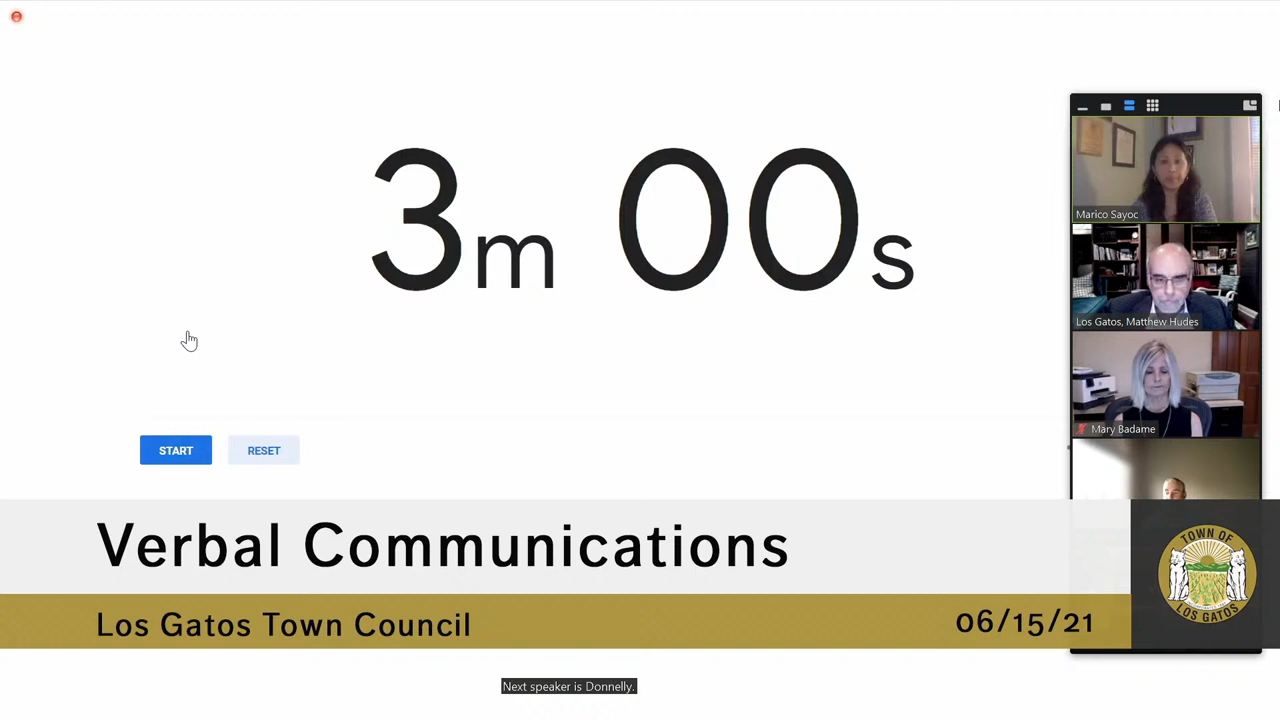 3m 00s
Marico Sayoc
Los Gatos, Matthew Hudes
Mary Badame
START
RESET
Verbal Communications
Los Gatos Town Council
06/15/21
TOWN OF
LOS GATOS
Next speaker is Donnelly.